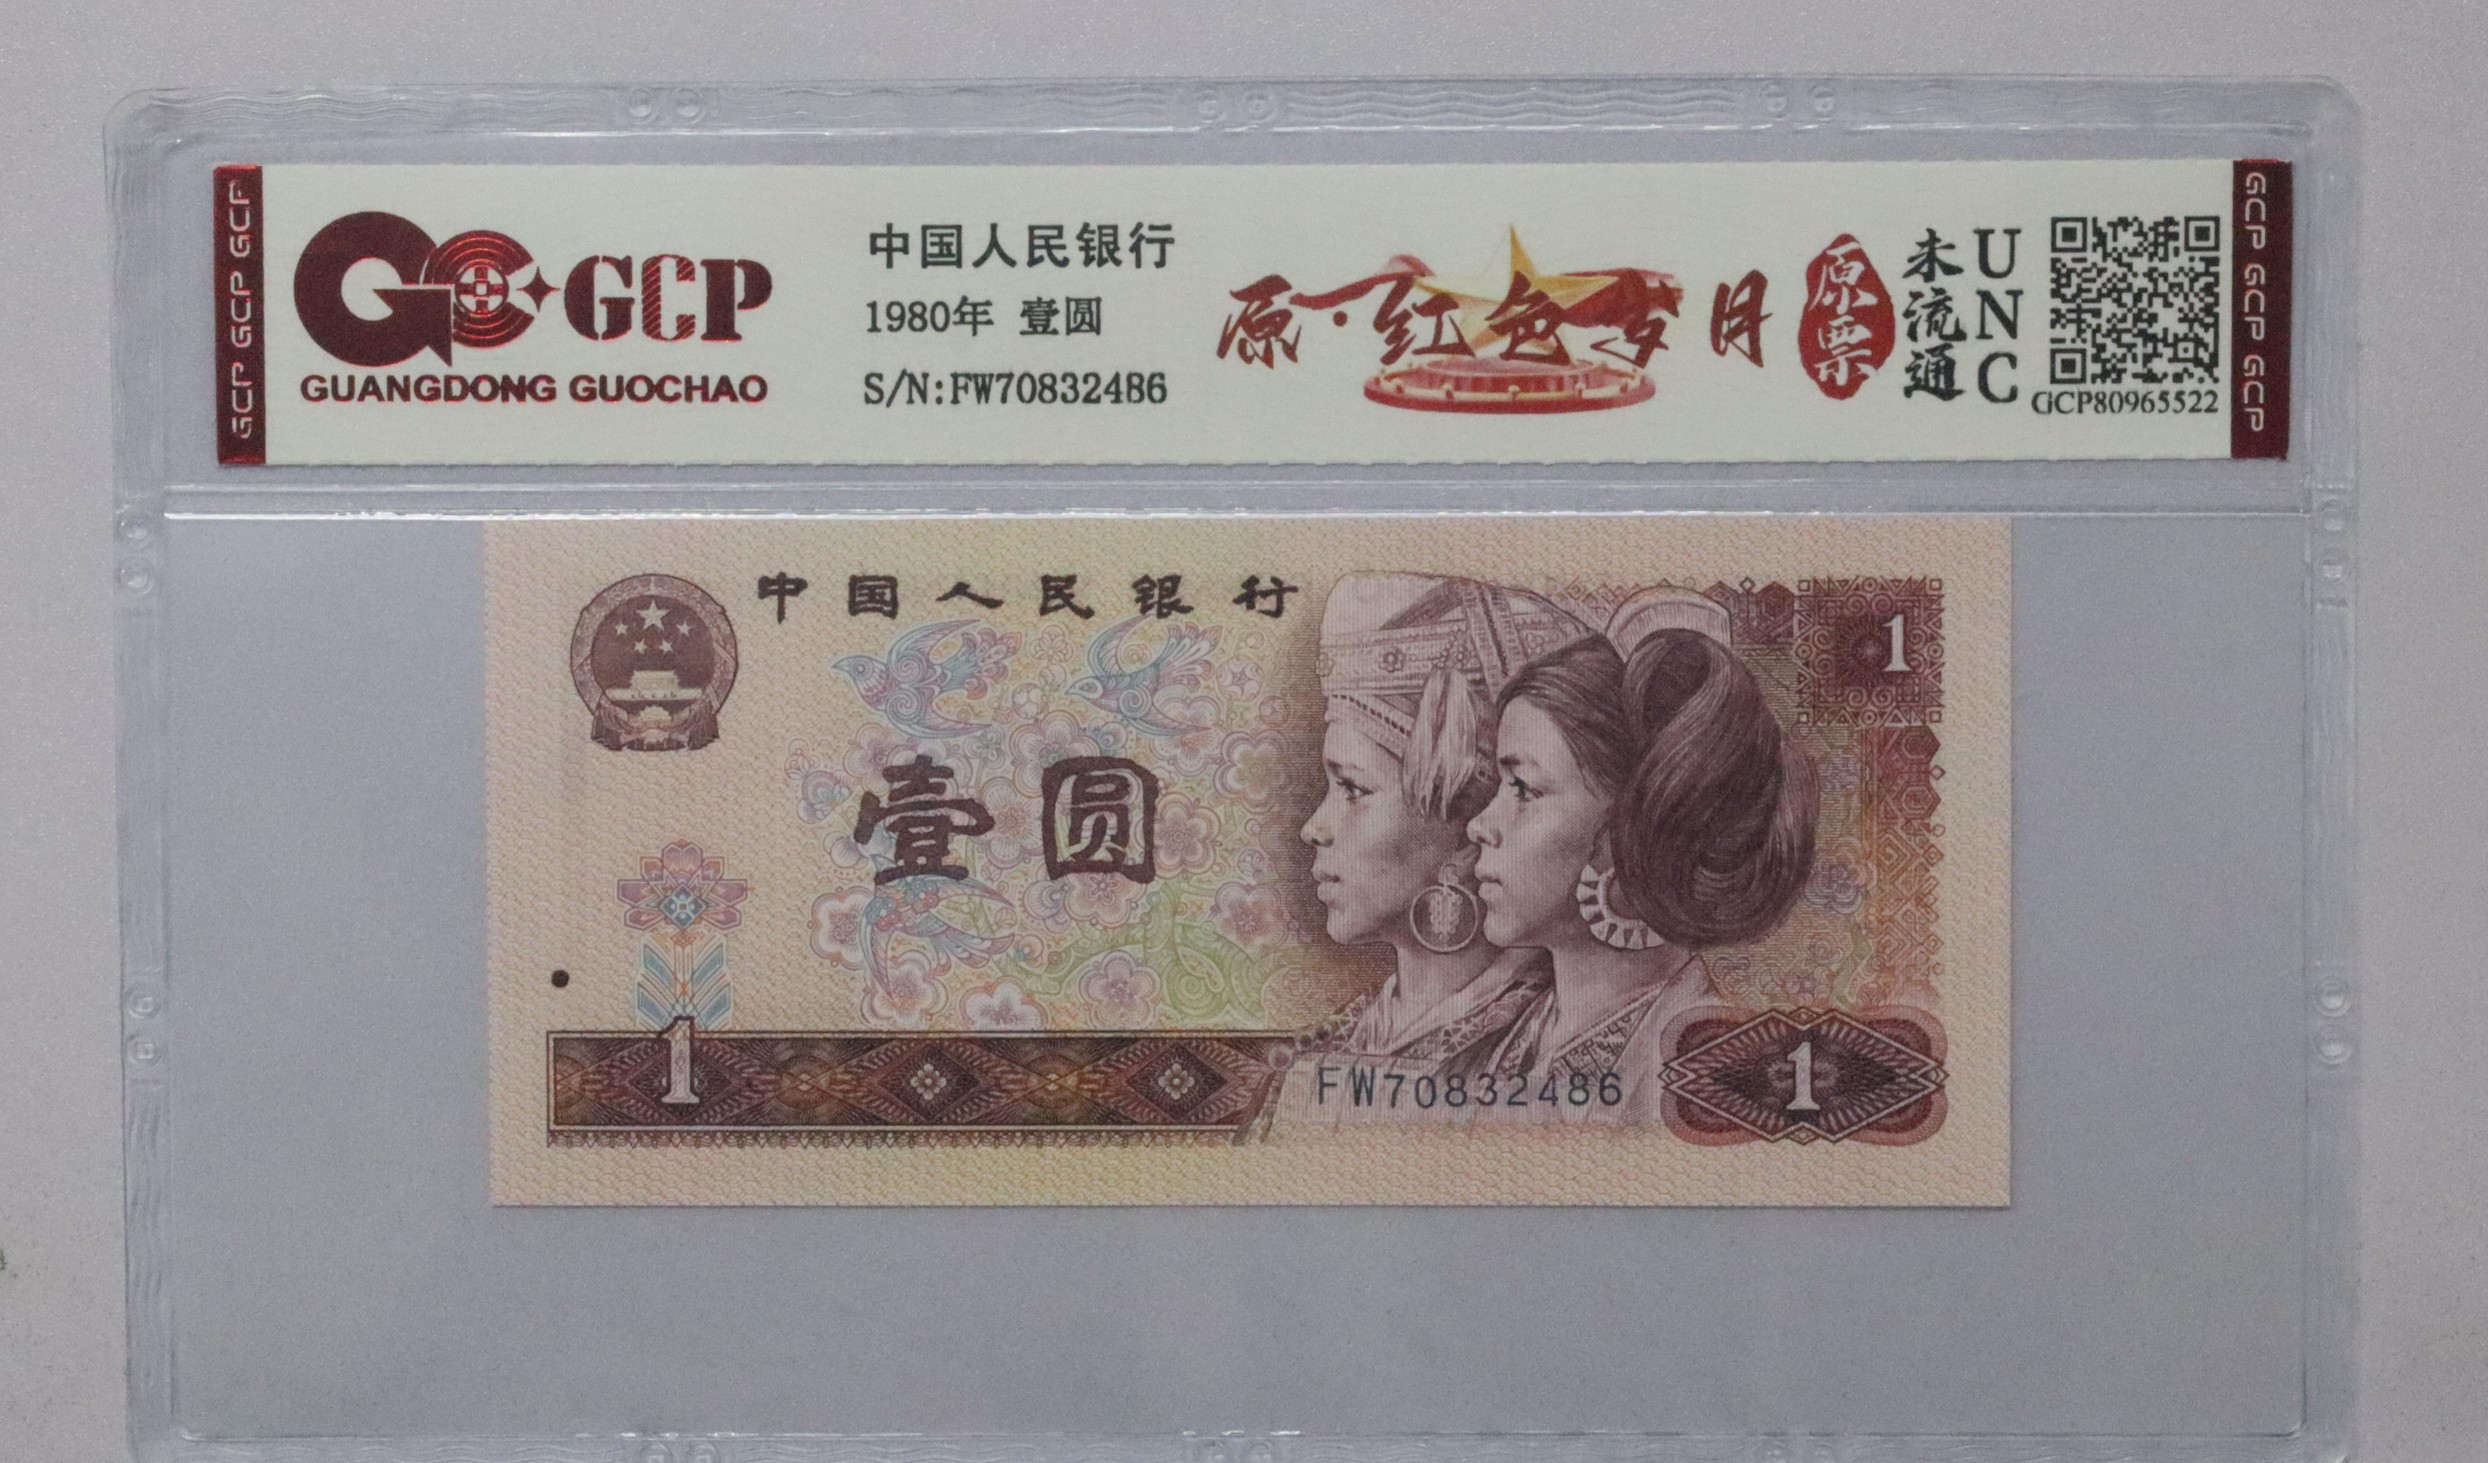 GCP GCP GCP
GCP
GUANGDONG GUOCHAO
中国人民银行
1980年 壹圆
S/N:FW70832486
原·红色岁月
原票
未流通
UNC
GCP80965522
GCP GCP GCP
中国人民银行
1
壹圆
1
FW70832486
1